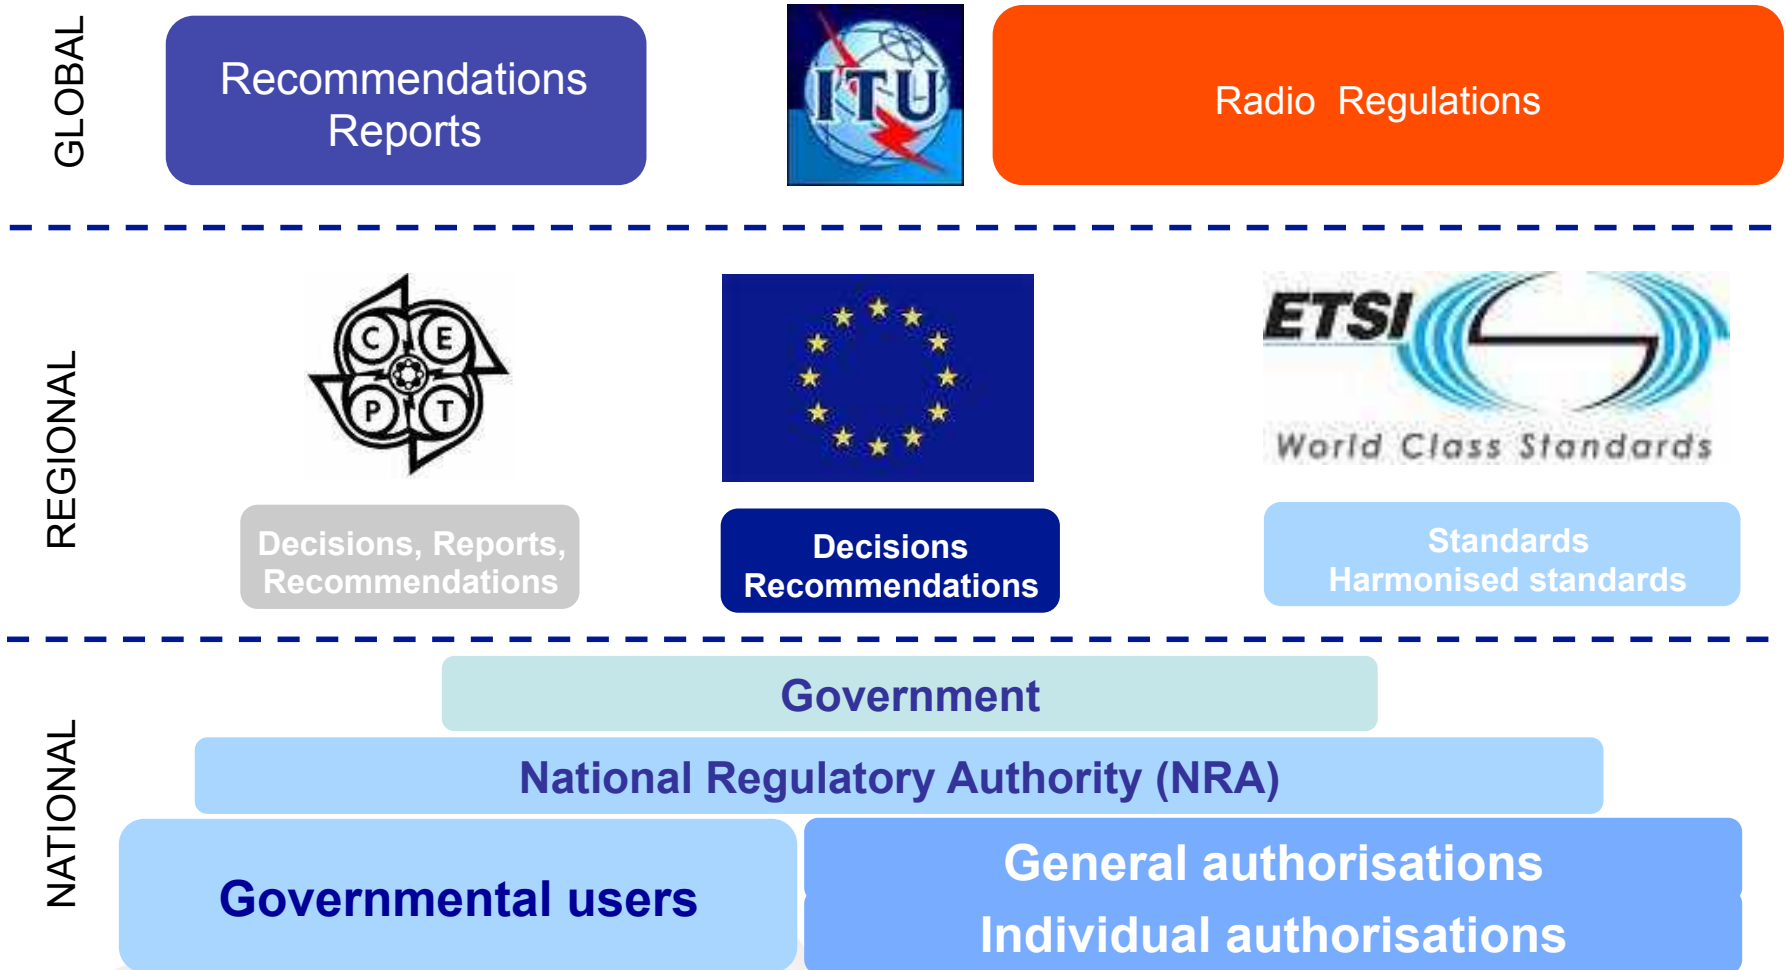 GLOBAL
Recommendations
Reports
ITU
Radio Regulations
REGIONAL
C E
P T
ETSI
World Class Standards
Decisions, Reports,
Recommendations
Decisions
Recommendations
Standards
Harmonised standards
NATIONAL
Government
National Regulatory Authority (NRA)
Governmental users
General authorisations
Individual authorisations